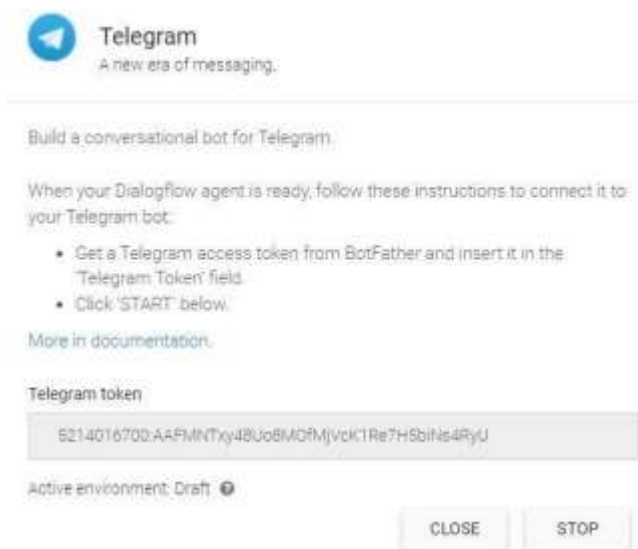 Telegram
A new era of messaging.
Build a conversational bot for Telegram.
When your Dialogflow agent is ready, follow these instructions to connect it to
your Telegram bot:
• Get a Telegram access token from BotFather and insert it in the
'Telegram Token' field.
• Click 'START' below.
More in documentation.
Telegram token
Active environment: Draft ?
CLOSE STOP